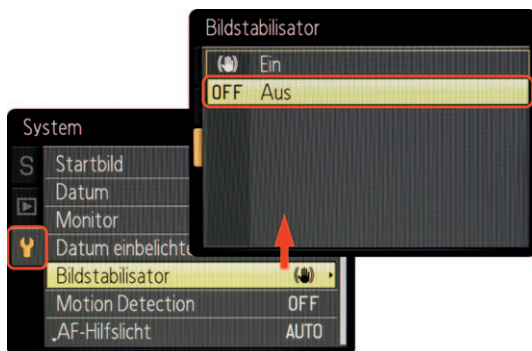 Bildstabilisator
Ein
OFF Aus
System
S
Startbild
Datum
Monitor
Datum einbelichte
Bildstabilisator
Motion Detection OFF
AF-Hilfslicht AUTO